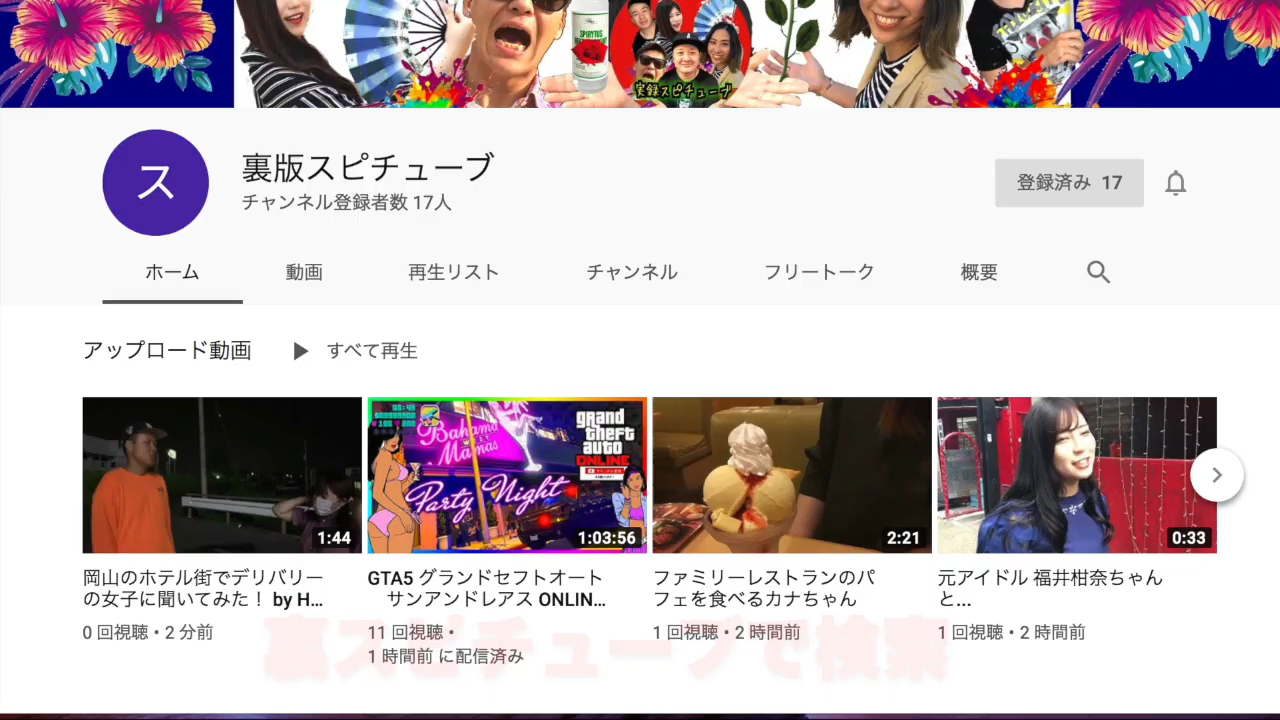 SPIRYTUS
実録スピチューブ
ス
裏版スピチューブ
チャンネル登録者数 17人
登録済み 17
ホーム
動画
再生リスト
チャンネル
フリートーク
概要
アップロード動画
すべて再生
1:44
Bahama
Mamas
Party Night
grand
theft
auto
ONLINE
1:03:56
2:21
0:33
岡山のホテル街でデリバリー
の女子に聞いてみた！ by H...
0 回視聴・2 分前
GTA5 グランドセフトオート
サンアンドレアス ONLIN...
11 回視聴・
1 時間前 に配信済み
ファミリーレストランのパ
フェを食べるカナちゃん
1 回視聴・2 時間前
元アイドル 福井柑奈ちゃん
と...
1 回視聴・2 時間前
裏スピチューブで検索